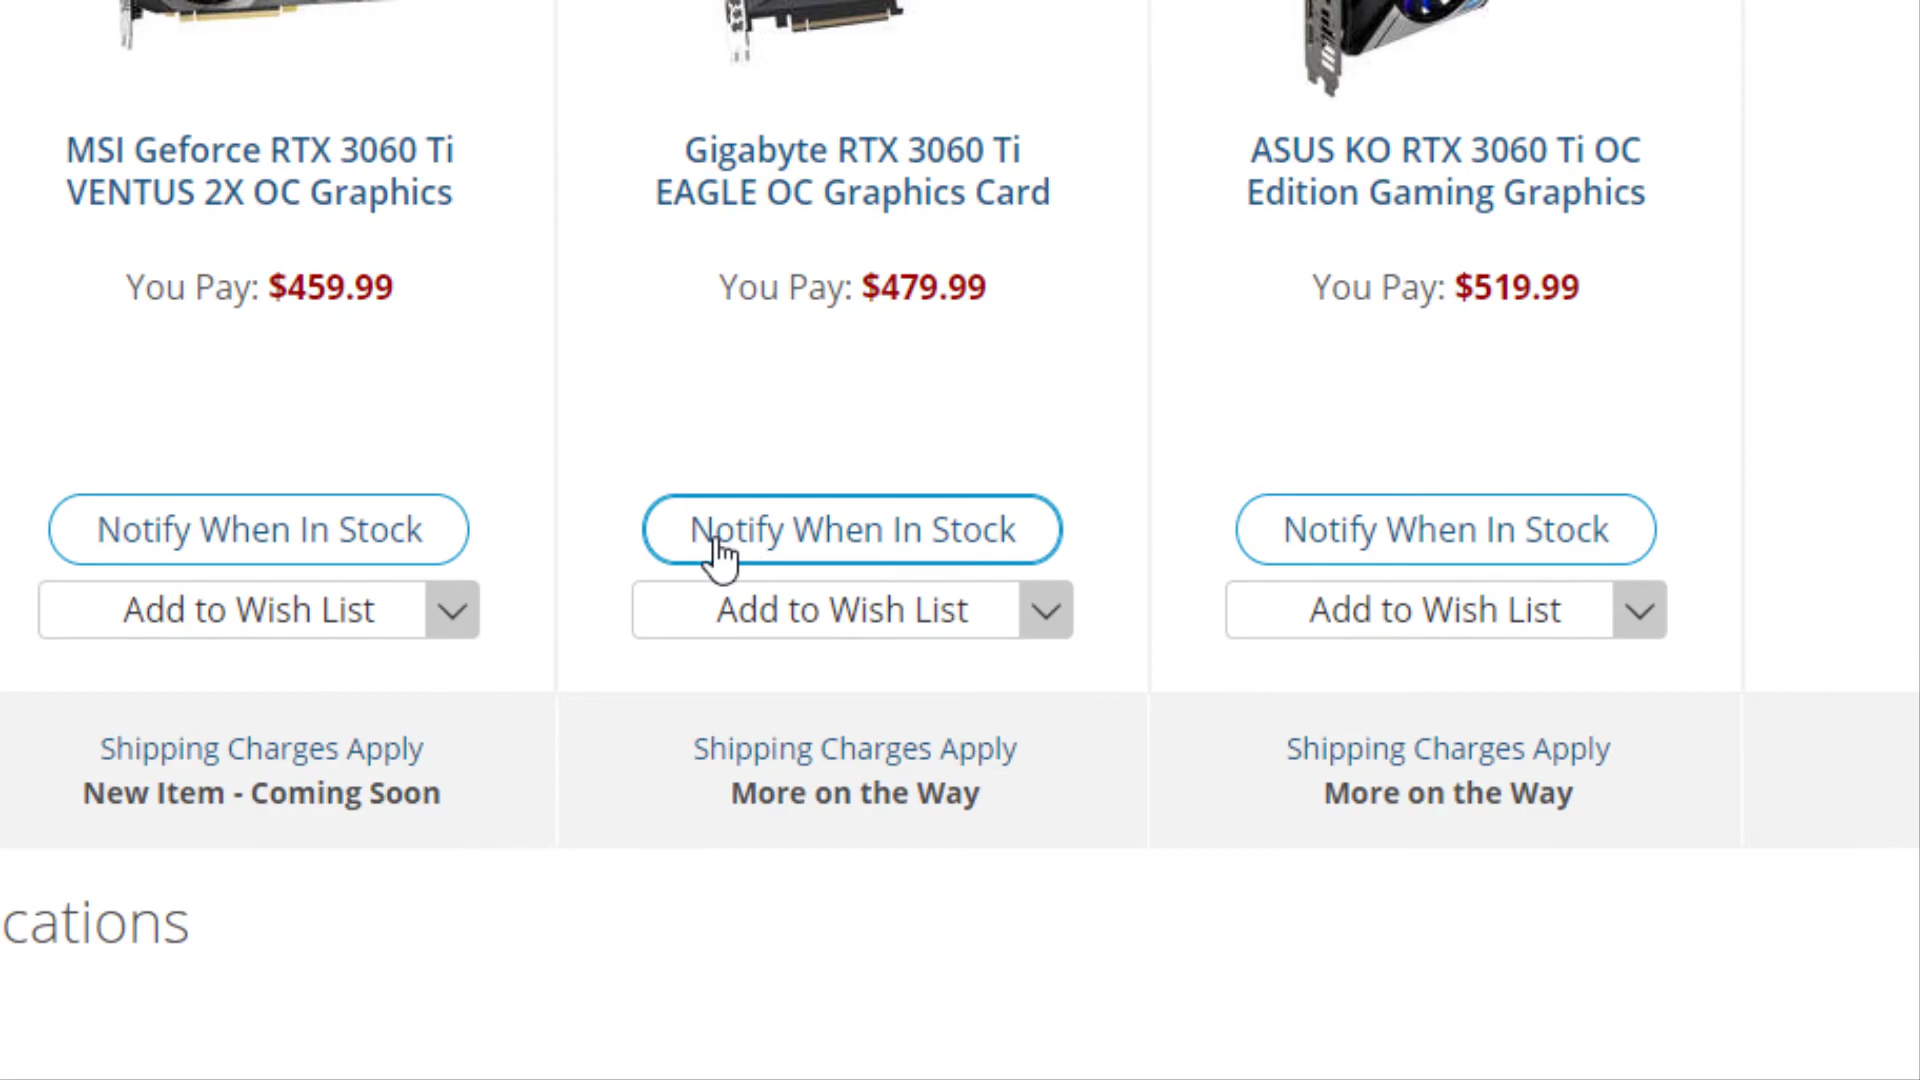 MSI Geforce RTX 3060 Ti
VENTUS 2X OC Graphics
You Pay: $459.99
Notify When In Stock
Add to Wish List
Shipping Charges Apply
New Item - Coming Soon
Gigabyte RTX 3060 Ti
EAGLE OC Graphics Card
You Pay: $479.99
Notify When In Stock
Add to Wish List
Shipping Charges Apply
More on the Way
ASUS KO RTX 3060 Ti OC
Edition Gaming Graphics
You Pay: $519.99
Notify When In Stock
Add to Wish List
Shipping Charges Apply
More on the Way
cations